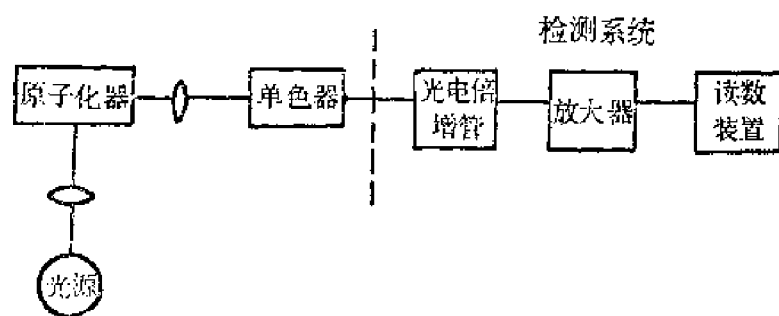 检测系统
原子化器
单色器
光电倍
增管
放大器
读数
装置
光源